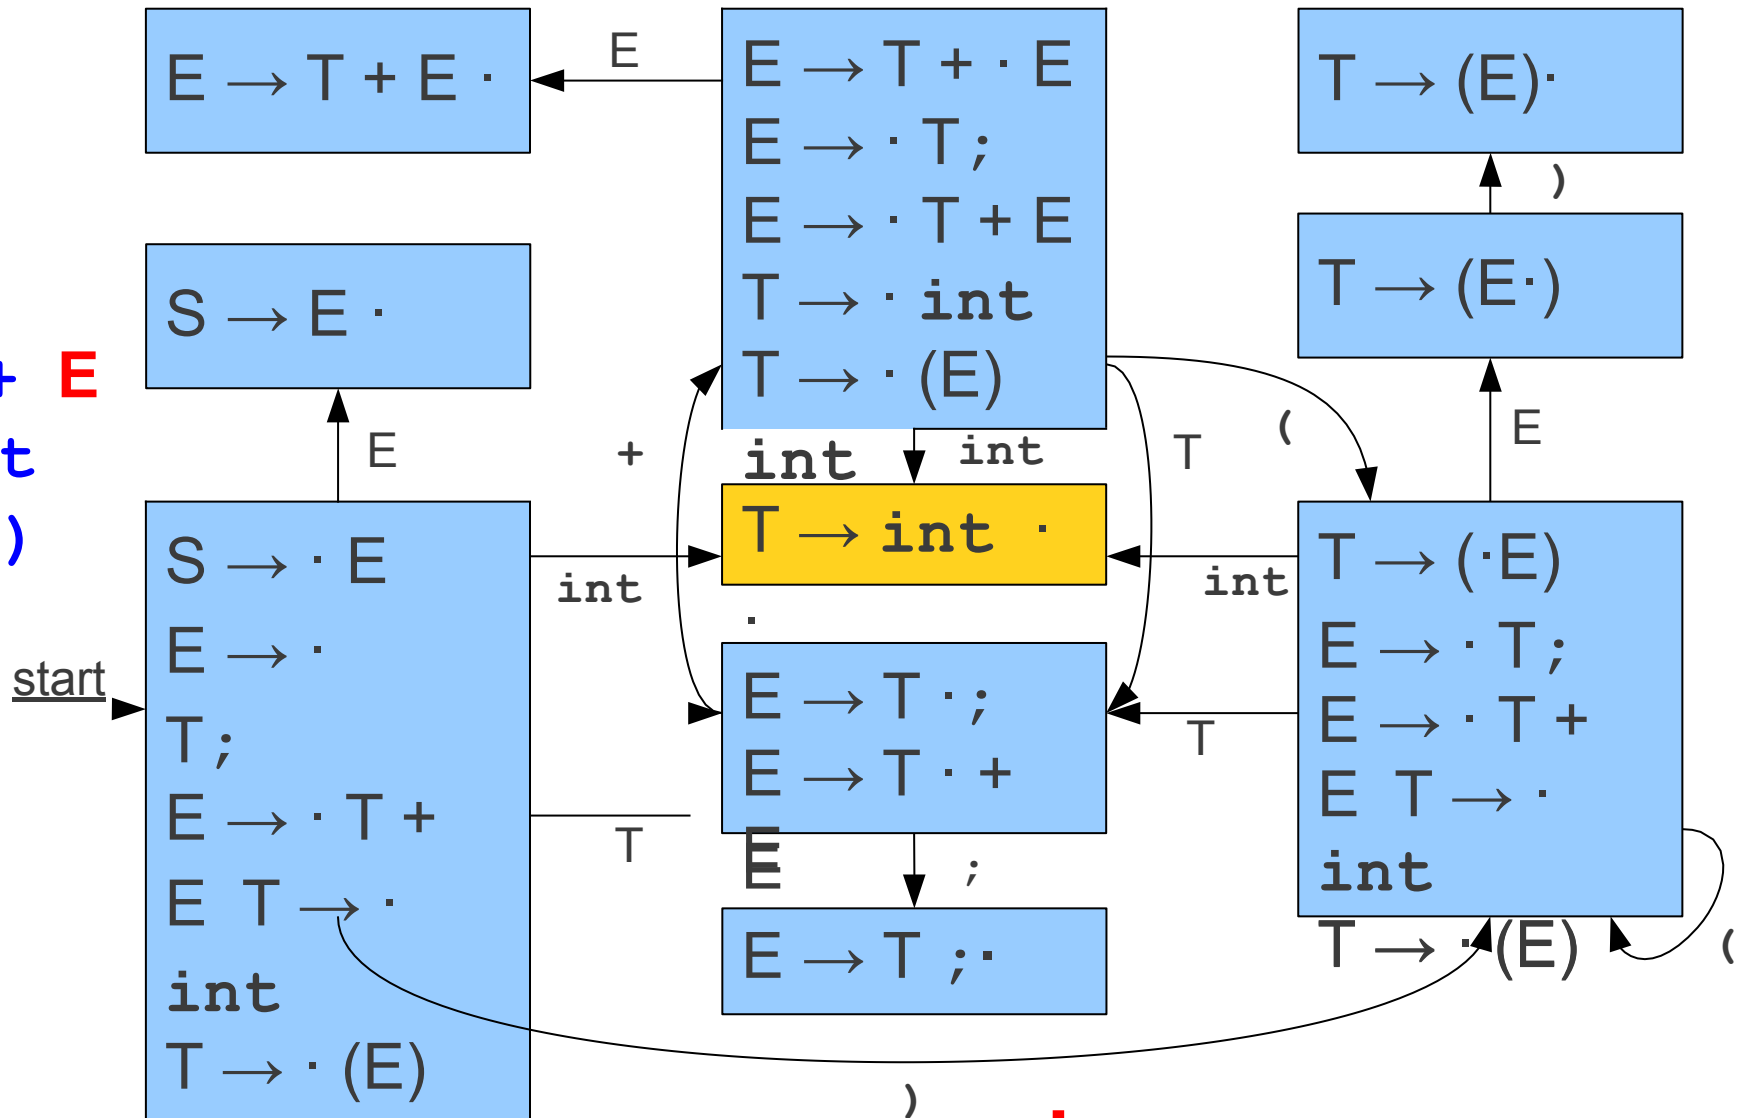 E → T + E ·
E
E → T + · E
E → · T ;
E → · T + E
T → · int
T → · (E)
int
T → (E)·
)
T → (E·)
S → E ·
+ E
t
)
E
+
int
T
(
E
S → · E
E → ·
T ;
E → · T +
E T → ·
int
T → · (E)
start
int
T → int ·
·
int
T → (·E)
E → · T ;
E → · T +
E T → ·
int
T → · (E)
E → T · ;
E → T · +
E
T
T
;
(
E → T ; ·
)